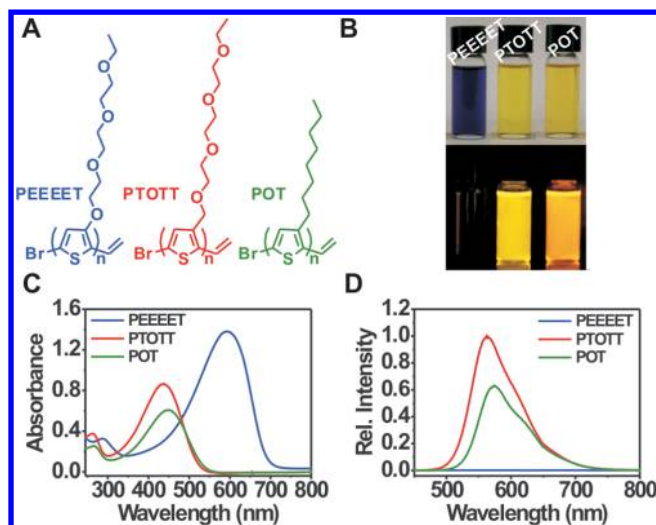 A
O
O
O
O
PEEEET
Br
S
n
O
O
O
O
PTOTT
Br
S
n
POT
Br
S
n
B
PEEEET
PTOTT
POT
C
1.6
1.2
0.8
0.4
0.0
Absorbance
PEEEET
PTOTT
POT
300 400 500 600 700 800
Wavelength (nm)
D
1.2
1.0
0.8
0.6
0.4
0.2
0.0
Rel. Intensity
PEEEET
PTOTT
POT
500 600 700 800
Wavelength (nm)